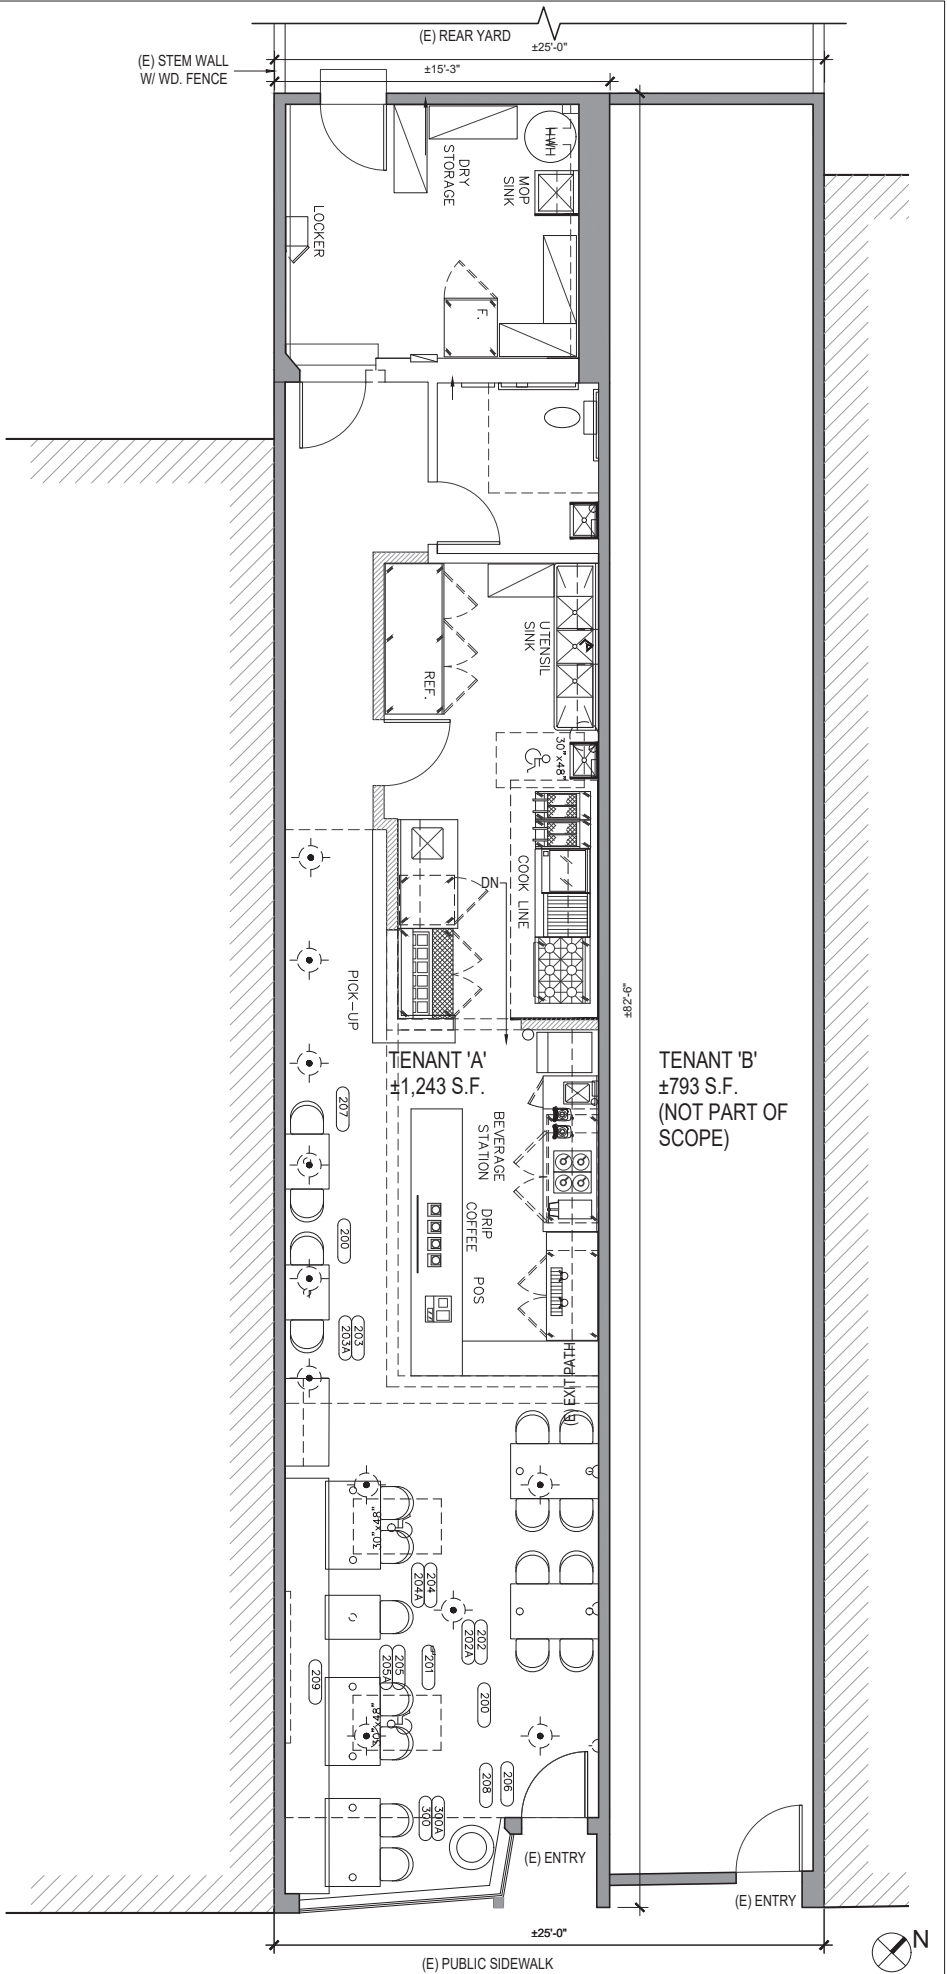 (E) REAR YARD
±25'-0"
(E) STEM WALL
W/ WD. FENCE
±15'-3"
HWH
DRY
STORAGE
MOP
SINK
LOCKER
F.
UTENSIL
SINK
REF.
30"x48"
COOK LINE
DN
PICK-UP
±82'-6"
TENANT 'A'
±1,243 S.F.
TENANT 'B'
±793 S.F.
(NOT PART OF
SCOPE)
207
BEVERAGE
STATION
DRIP
COFFEE
200
POS
203
203A
(E) EXIT PATH
30"x48"
204
204A
202
202A
201
205
205A
209
200
30"x48"
206
208
300A
300
(E) ENTRY
(E) ENTRY
±25'-0"
N
(E) PUBLIC SIDEWALK